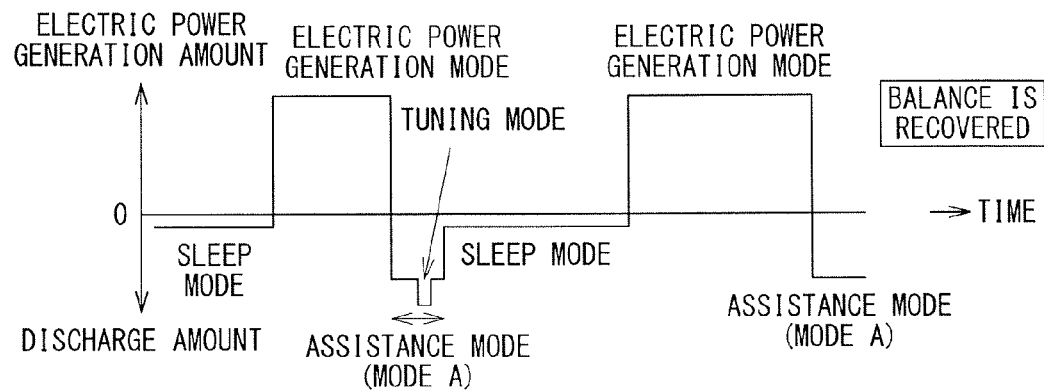 ELECTRIC POWER
GENERATION AMOUNT
ELECTRIC POWER
GENERATION MODE
ELECTRIC POWER
GENERATION MODE
TUNING MODE
BALANCE IS
RECOVERED
0
TIME
SLEEP
MODE
SLEEP MODE
DISCHARGE AMOUNT
ASSISTANCE MODE
(MODE A)
ASSISTANCE MODE
(MODE A)